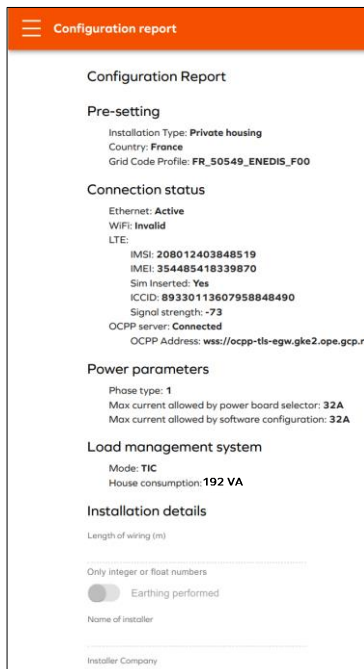 Configuration report
Configuration Report
Pre-setting
Installation Type: Private housing
Country: France
Grid Code Profile: FR_50549_ENEDIS_F00
Connection status
Ethernet: Active
WiFi: Invalid
LTE:
IMSI: 208012403848519
IMEI: 354485418339870
Sim Inserted: Yes
ICCID: 89330113607958848490
Signal strength: -73
OCPP server: Connected
OCPP Address: wss://ocpp-tls-egw.gke2.ope.gcp.r
Power parameters
Phase type: 1
Max current allowed by power board selector: 32A
Max current allowed by software configuration: 32A
Load management system
Mode: TIC
House consumption: 192 VA
Installation details
Length of wiring (m)
Only integer or float numbers
Earthing performed
Name of installer
Installer Company